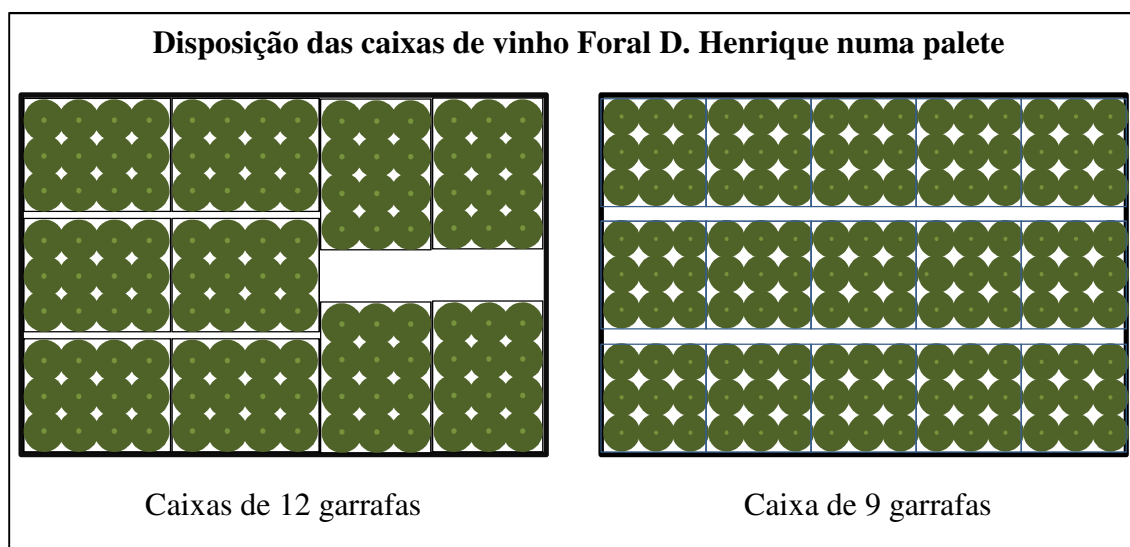 Disposição das caixas de vinho Foral D. Henrique numa palete
Caixas de 12 garrafas
Caixa de 9 garrafas